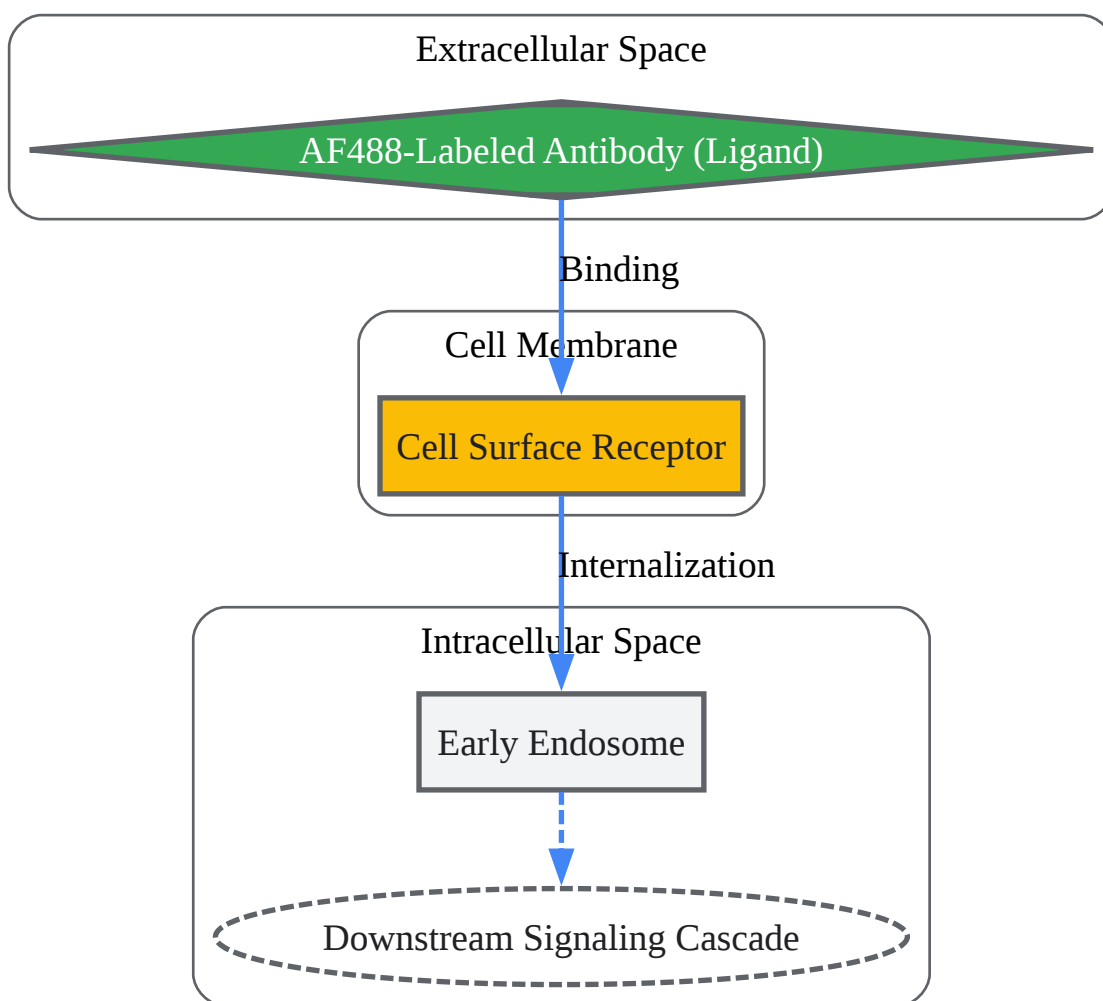 Extracellular Space
AF488-Labeled Antibody (Ligand)
Binding
Cell Membrane
Cell Surface Receptor
Internalization
Intracellular Space
Early Endosome
Downstream Signaling Cascade